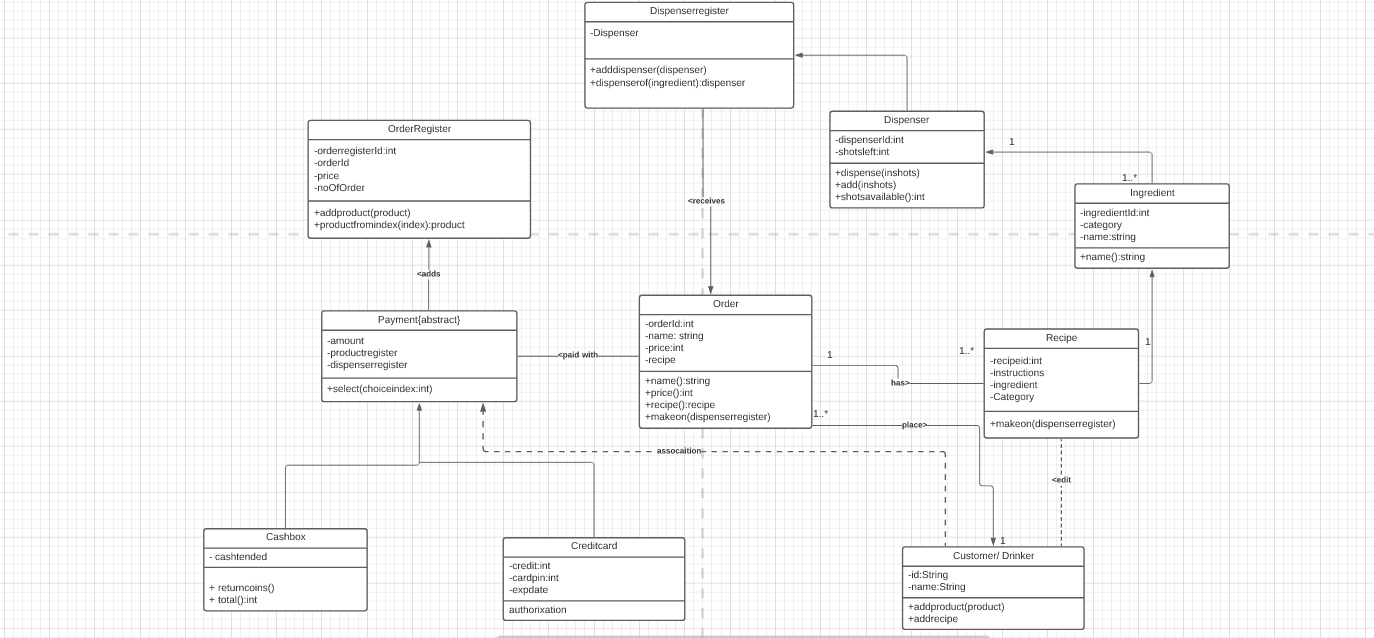 Dispenserregister
-Dispenser
+adddispenser(dispenser)
+dispenserof(ingredient):dispenser
OrderRegister
-orderregisterId:int
-orderId
-price
-noOfOrder
+addproduct(product)
+productfromindex(index):product
Dispenser
-dispenserId:int
-shotsleft:int
+dispense(inshots)
+add(inshots)
+shotsavailable():int
1
1..*
Ingredient
-ingredientId:int
-category
-name:string
+name():string
<receives
<adds
Payment{abstract}
-amount
-productregister
-dispenserregister
+select(choiceindex:int)
<paid with
Order
-orderId:int
-name: string
-price:int
-recipe
+name():string
+price():int
+recipe():recipe
+makeon(dispenserregister)
1
1..*
has>
1..*
place>
Recipe
-recipeid:int
-instructions
-ingredient
-Category
+makeon(dispenserregister)
1
assocaition
<edit
Cashbox
- cashtended
+ returncoins()
+ total():int
Creditcard
-credit:int
-cardpin:int
-expdate
authorixation
1
Customer/ Drinker
-id:String
-name:String
+addproduct(product)
+addrecipe